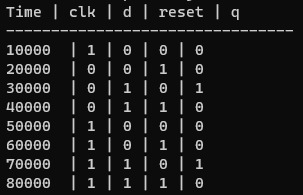 Time | clk | d | reset | q
--------------------------------
10000  | 1 | 0 | 0 | 0
20000  | 0 | 0 | 1 | 0
30000  | 0 | 1 | 0 | 1
40000  | 0 | 1 | 1 | 0
50000  | 1 | 0 | 0 | 0
60000  | 1 | 0 | 1 | 0
70000  | 1 | 1 | 0 | 1
80000  | 1 | 1 | 1 | 0